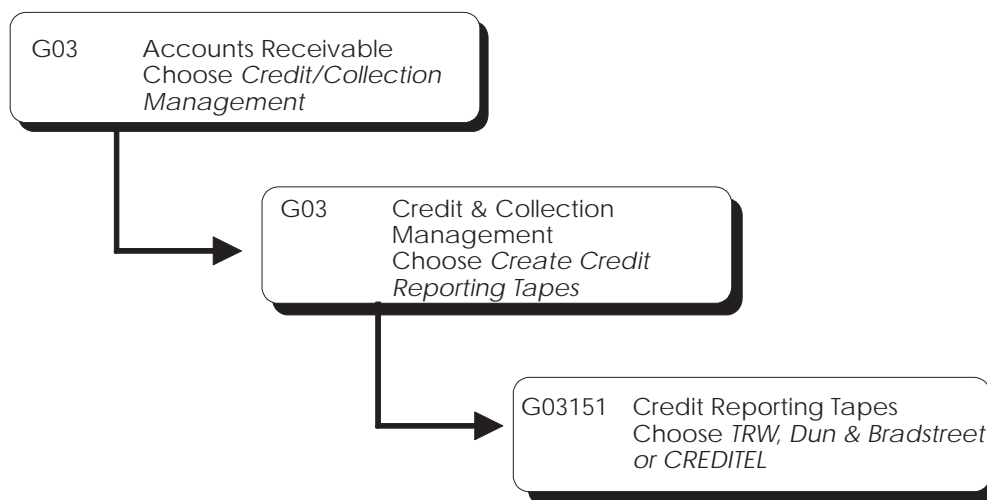 G03 Accounts Receivable
Choose Credit/Collection
Management
G03 Credit & Collection
Management
Choose Create Credit
Reporting Tapes
G03151 Credit Reporting Tapes
Choose TRW, Dun & Bradstreet
or CREDITEL